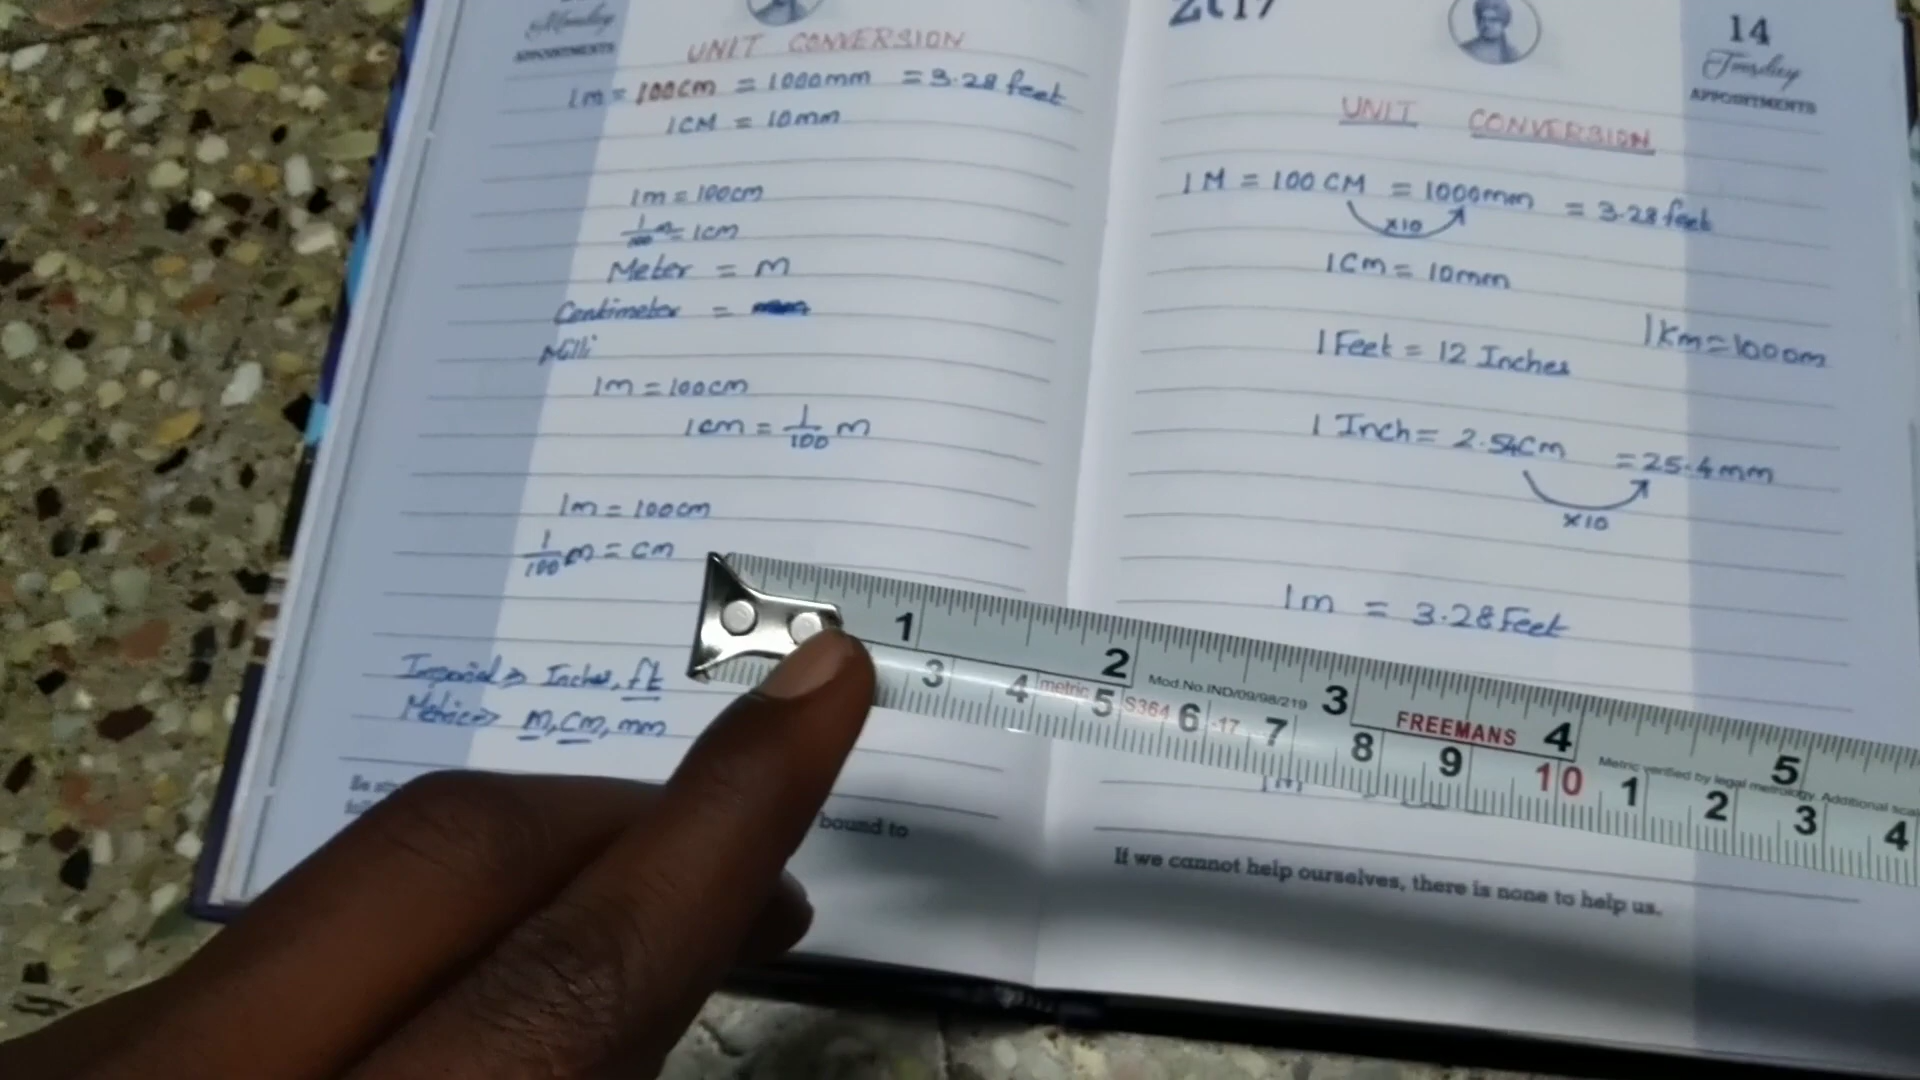 Monday
APPOINTMENTS
UNIT CONVERSION
1m = 100cm = 1000mm = 3.28 feet
1CM = 10mm
1m = 100cm
1/100 m = 1cm
Meter = m
Centimeter =
Milli
1m = 100cm
1cm = 1/100 m
1m = 100cm
1/100 m = cm
Imperial => Inches, ft
Metric => m, cm, mm
bound to
2017
14
Tuesday
APPOINTMENTS
UNIT CONVERSION
1M = 100CM = 1000mm = 3.28 feet
x10
1Cm = 10mm
1Km = 1000m
1 Feet = 12 Inches
1 Inch = 2.54Cm = 25.4mm
x10
1m = 3.28 Feet
1m
If we cannot help ourselves, there is none to help us.
1 2 3 4 5
Mod.No.IND/09/98/219
FREEMANS
Metric verified by legal metrology. Additional
3 4 metric 5 S364 6 -17 7 8 9 10 1 2 3 4